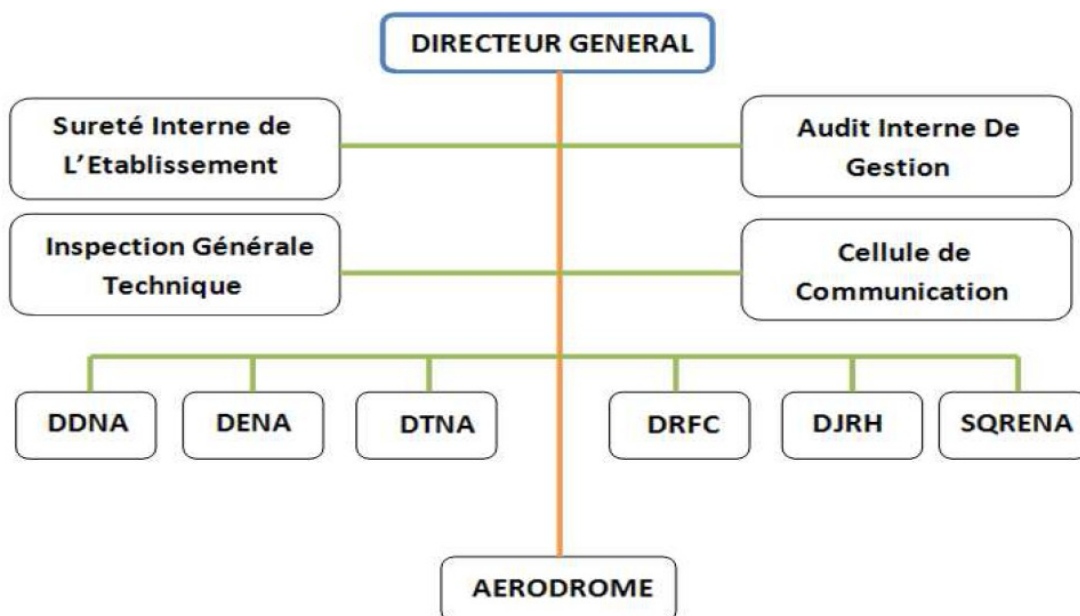 DIRECTEUR GENERAL
Sureté Interne de
L'Etablissement
Audit Interne De
Gestion
Inspection Générale
Technique
Cellule de
Communication
DDNA
DENA
DTNA
DRFC
DJRH
SQRENA
AERODROME